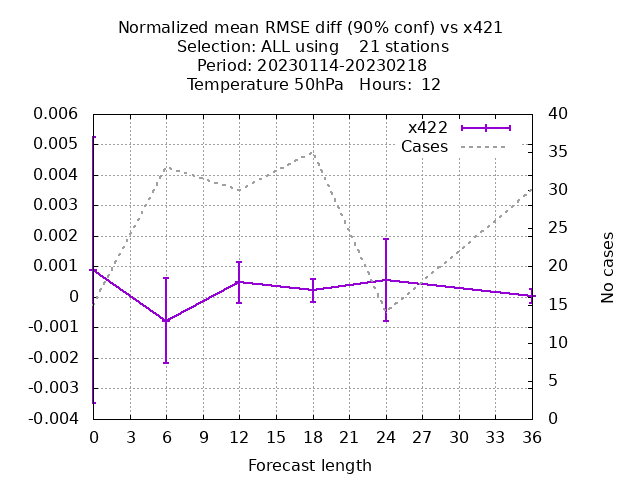 Normalized mean RMSE diff (90% conf) vs x421
Selection: ALL using    21 stations
Period: 20230114-20230218
Temperature 50hPa   Hours:  12
0.006
0.005
0.004
0.003
0.002
0.001
0
-0.001
-0.002
-0.003
-0.004
x422
Cases
40
35
30
25
20
15
10
5
0
No cases
0 3 6 9 12 15 18 21 24 27 30 33 36
Forecast length